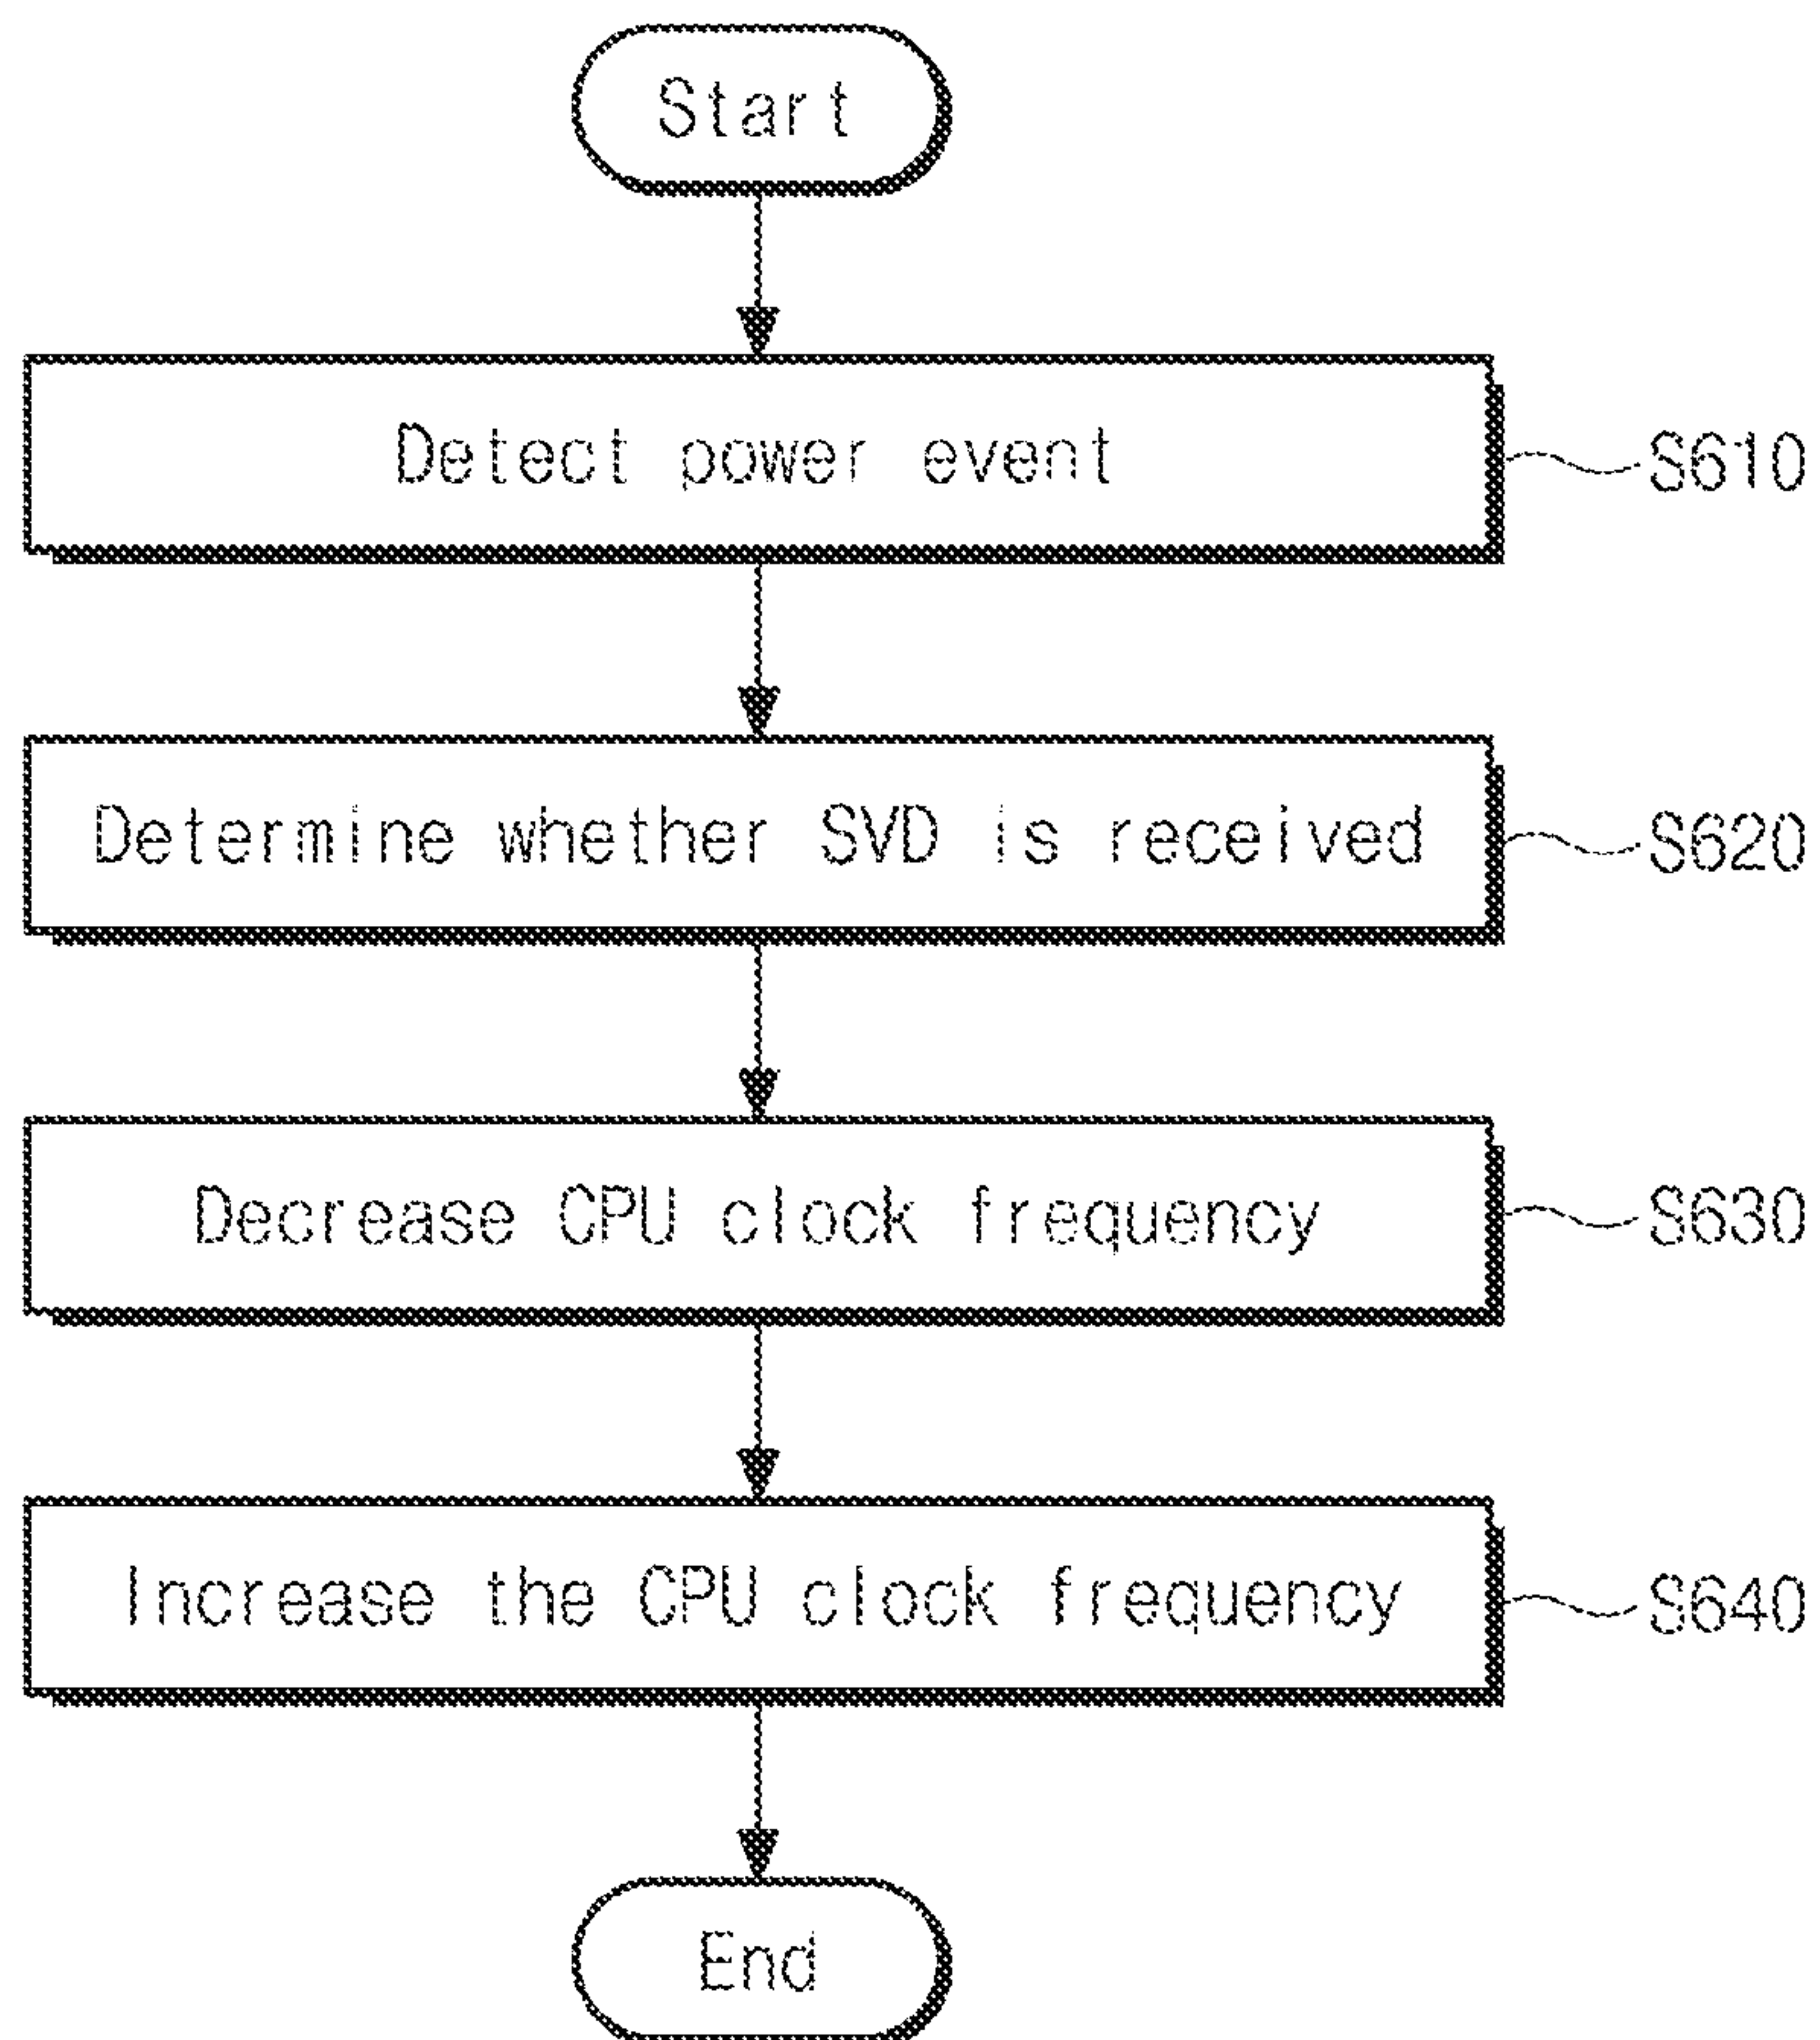 Start
Detect power event
S610
Determine whether SVD is received
S620
Decrease CPU clock frequency
S630
Increase the CPU clock frequency
S640
End